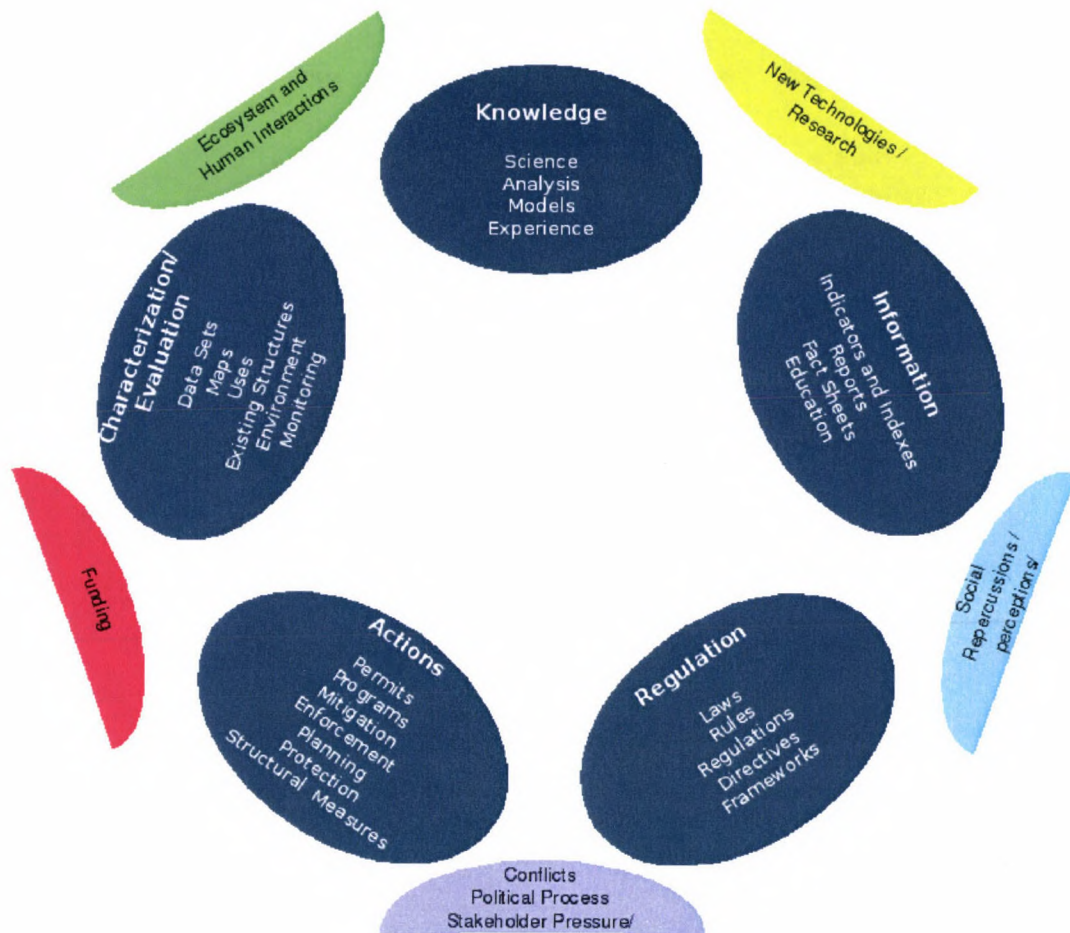 Ecosystem and
Human Interactions
New Technologies /
Research
Knowledge
Science
Analysis
Models
Experience
Characterization/
Evaluation
Data Sets
Maps
Uses
Existing Structures
Environment
Monitoring
Information
Indicators and Indexes
Reports
Fact Sheets
Education
Funding
Social
Repercussions /
perceptions/
Actions
Permits
Programs
Mitigation
Enforcement
Planning
Protection
Structural Measures
Regulation
Laws
Rules
Regulations
Directives
Frameworks
Conflicts
Political Process
Stakeholder Pressure/